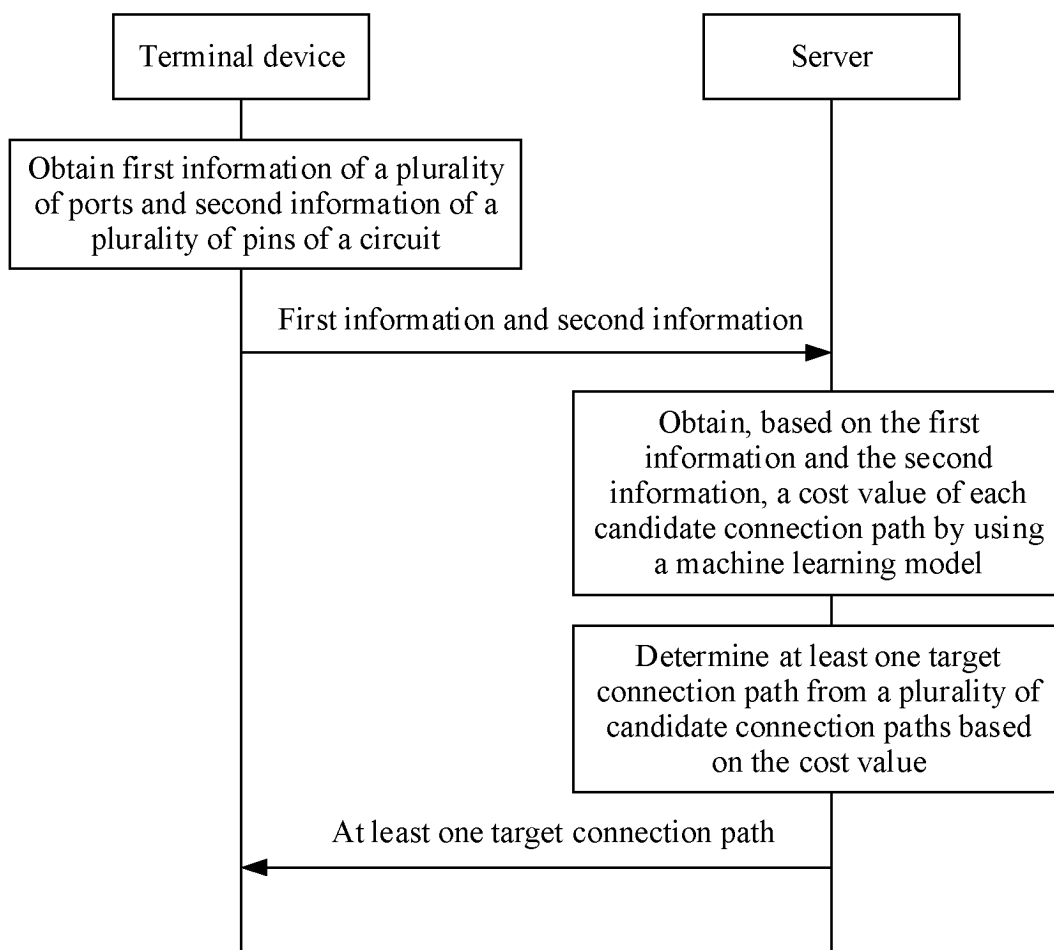 Terminal device
Server
Obtain first information of a plurality
of ports and second information of a
plurality of pins of a circuit
First information and second information
Obtain, based on the first
information and the second
information, a cost value of each
candidate connection path by using
a machine learning model
Determine at least one target
connection path from a plurality of
candidate connection paths based
on the cost value
At least one target connection path